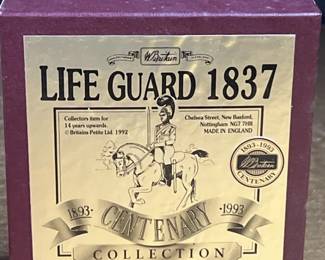 W.Britain
LIFE GUARD 1837
Collectors item for
14 years upwards.
© Britains Petite Ltd. 1992
Chelsea Street, New Basford,
Nottingham NG7 7HR
MADE IN ENGLAND
1893-1993
W.Britain
CENTENARY
1893- CENTENARY -1993
COLLECTION